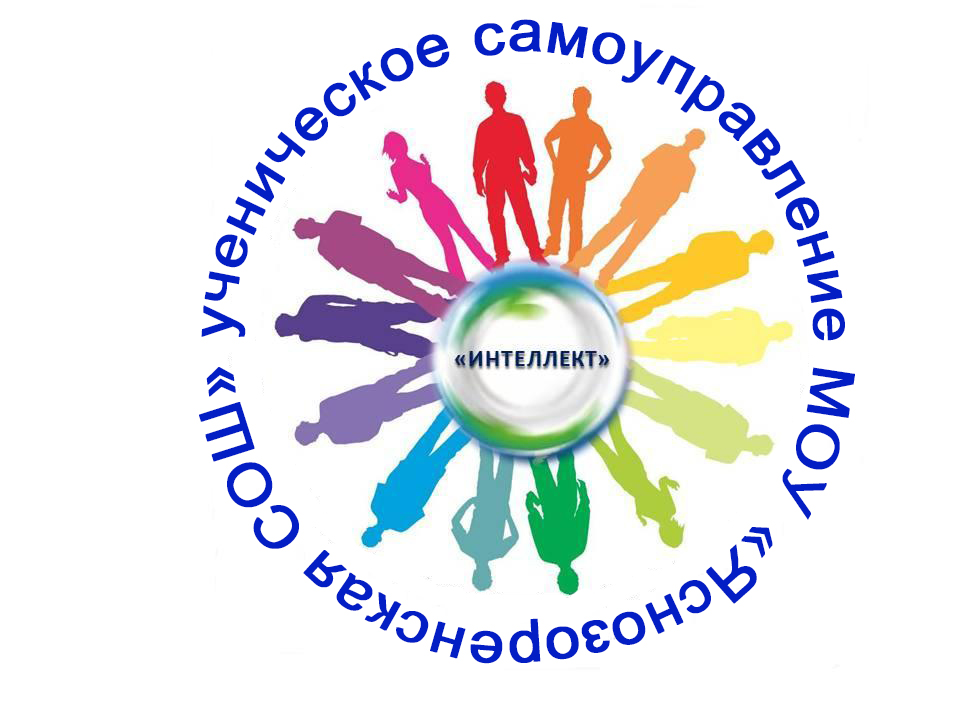 ученическое самоуправление МОУ «Яснозоренская СОШ»
«ИНТЕЛЛЕКТ»